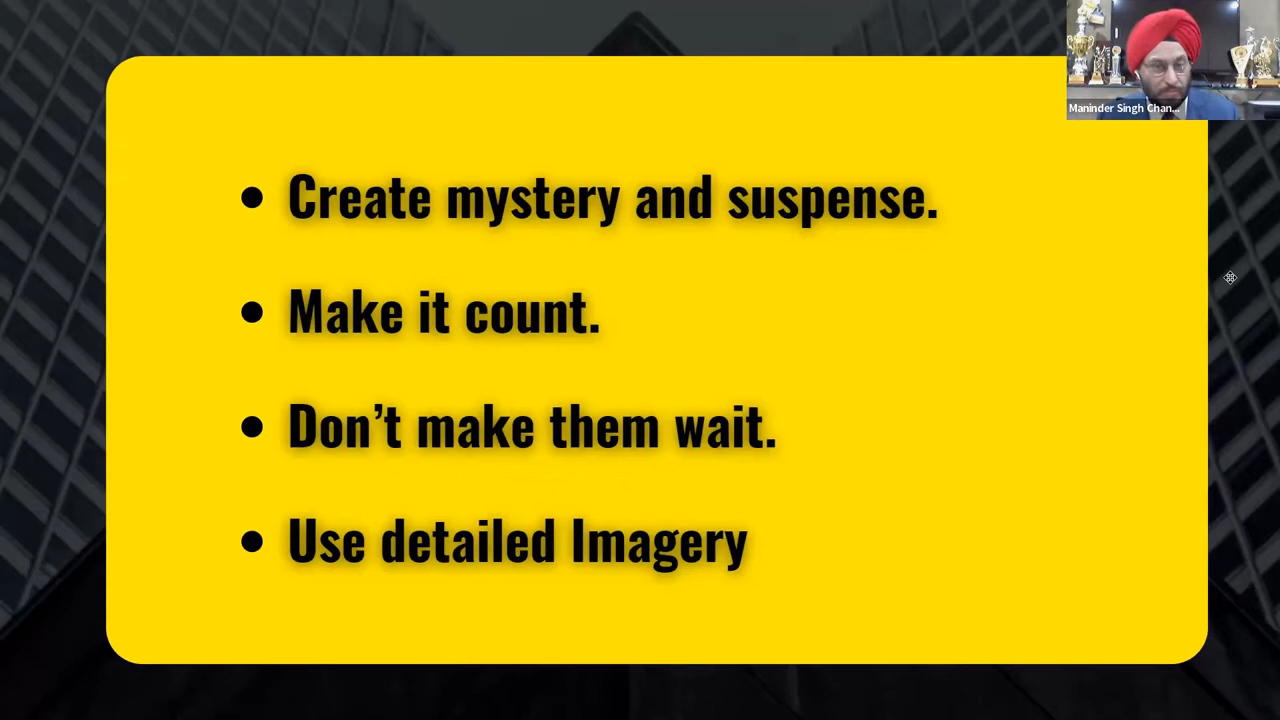 Maninder Singh Chan...
• Create mystery and suspense.
• Make it count.
• Don’t make them wait.
• Use detailed Imagery